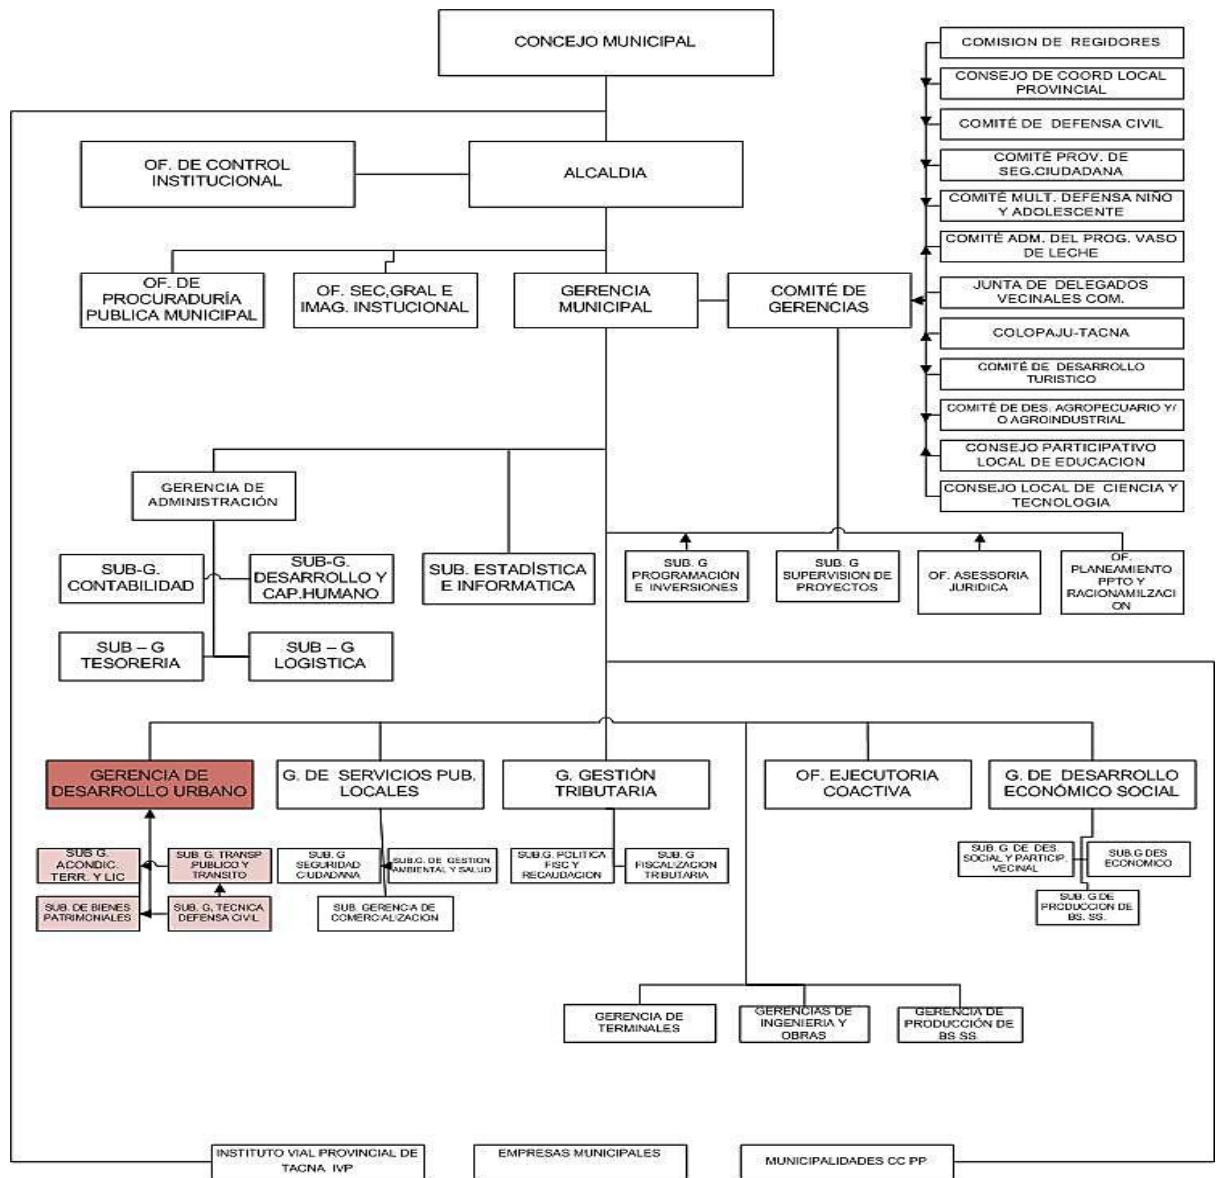 CONCEJO MUNICIPAL
COMISION DE REGIDORES
CONSEJO DE COORD LOCAL
PROVINCIAL
COMITÉ DE DEFENSA CIVIL
COMITÉ PROV. DE
SEG.CIUDADANA
COMITÉ MULT. DEFENSA NIÑO
Y ADOLESCENTE
COMITÉ ADM. DEL PROG. VASO
DE LECHE
JUNTA DE DELEGADOS
VECINALES COM.
COLOPAJU-TACNA
COMITÉ DE DESARROLLO
TURISTICO
COMITÉ DE DES. AGROPECUARIO Y/
O AGROINDUSTRIAL
CONSEJO PARTICIPATIVO
LOCAL DE EDUCACION
CONSEJO LOCAL DE CIENCIA Y
TECNOLOGIA
OF. DE CONTROL
INSTITUCIONAL
ALCALDIA
OF. DE
PROCURADURÍA
PUBLICA MUNICIPAL
OF. SEC,GRAL E
IMAG. INSTUCIONAL
GERENCIA
MUNICIPAL
COMITÉ DE
GERENCIAS
GERENCIA DE
ADMINISTRACIÓN
SUB-G.
CONTABILIDAD
SUB-G.
DESARROLLO Y
CAP.HUMANO
SUB. ESTADÍSTICA
E INFORMATICA
SUB. G
PROGRAMACIÓN
E INVERSIONES
SUB. G
SUPERVISION DE
PROYECTOS
OF. ASESSORIA
JURIDICA
OF.
PLANEAMIENTO
PPTO Y
RACIONAMILZACI
ON
SUB – G
TESORERIA
SUB – G
LOGISTICA
GERENCIA DE
DESARROLLO URBANO
G. DE SERVICIOS PUB.
LOCALES
G. GESTIÓN
TRIBUTARIA
OF. EJECUTORIA
COACTIVA
G. DE DESARROLLO
ECONÓMICO SOCIAL
SUB G.
ACONDIC.
TERR. Y LIC
SUB. G, TRANSP
PUBLICO Y
TRANSITO
SUB. DE BIENES
PATRIMONIALES
SUB. G, TECNICA
DEFENSA CIVIL
SUB. G
SEGURIDAD
CIUDADANA
SUB.G. DE GESTION
AMBIENTAL Y SALUD
SUB. GERENCIA DE
COMERCIALIZACION
SUB.G. POLITICA
FISC Y
RECAUDACION
SUB. G
FISCALIZACION
TRIBUTARIA
SUB. G DE DES.
SOCIAL Y PARTICIP.
VECINAL
SUB.G DES
ECONOMICO
SUB. G DE
PRODUCCION DE
BS. SS.
GERENCIA DE
TERMINALES
GERENCIAS DE
INGENIERIA Y
OBRAS
GERENCIA DE
PRODUCCIÓN DE
BS SS
INSTITUTO VIAL PROVINCIAL DE
TACNA IVP
EMPRESAS MUNICIPALES
MUNICIPALIDADES CC PP